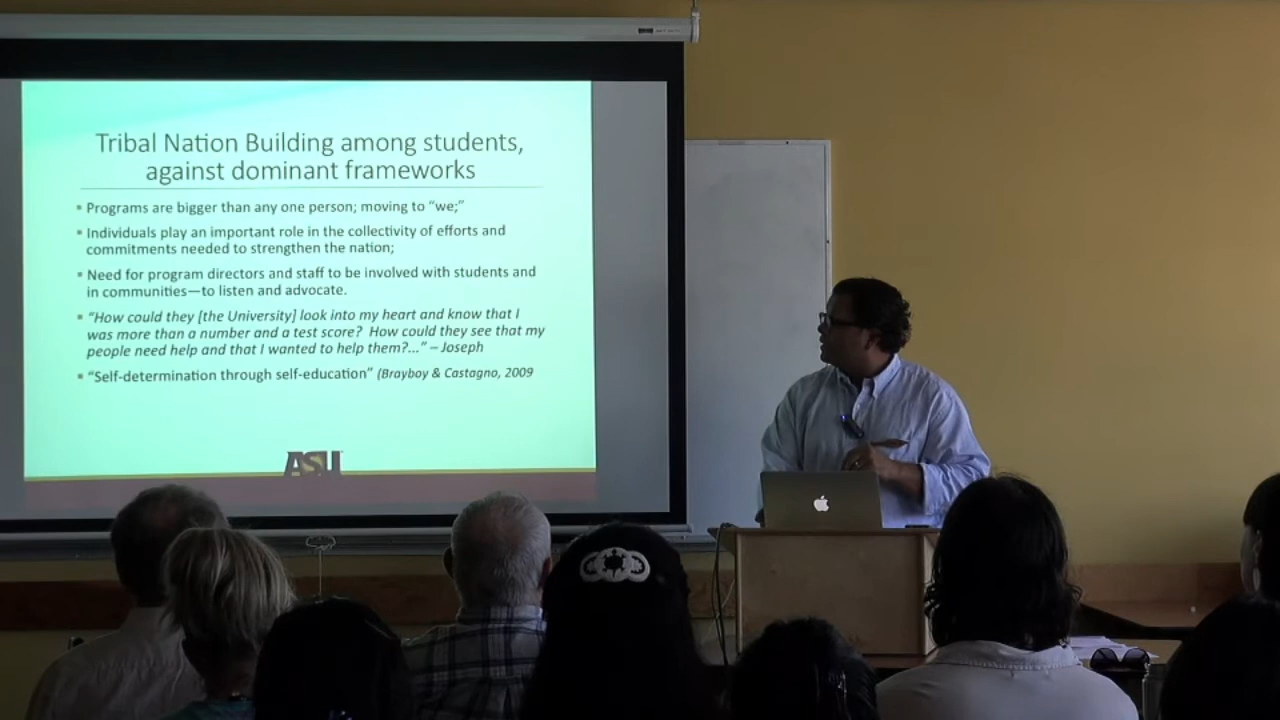 Tribal Nation Building among students,
against dominant frameworks
▪ Programs are bigger than any one person; moving to “we;”
▪ Individuals play an important role in the collectivity of efforts and
commitments needed to strengthen the nation;
▪ Need for program directors and staff to be involved with students and
in communities—to listen and advocate.
▪ “How could they [the University] look into my heart and know that I
was more than a number and a test score?  How could they see that my
people need help and that I wanted to help them?...” – Joseph
▪ “Self-determination through self-education” (Brayboy & Castagno, 2009
ASU